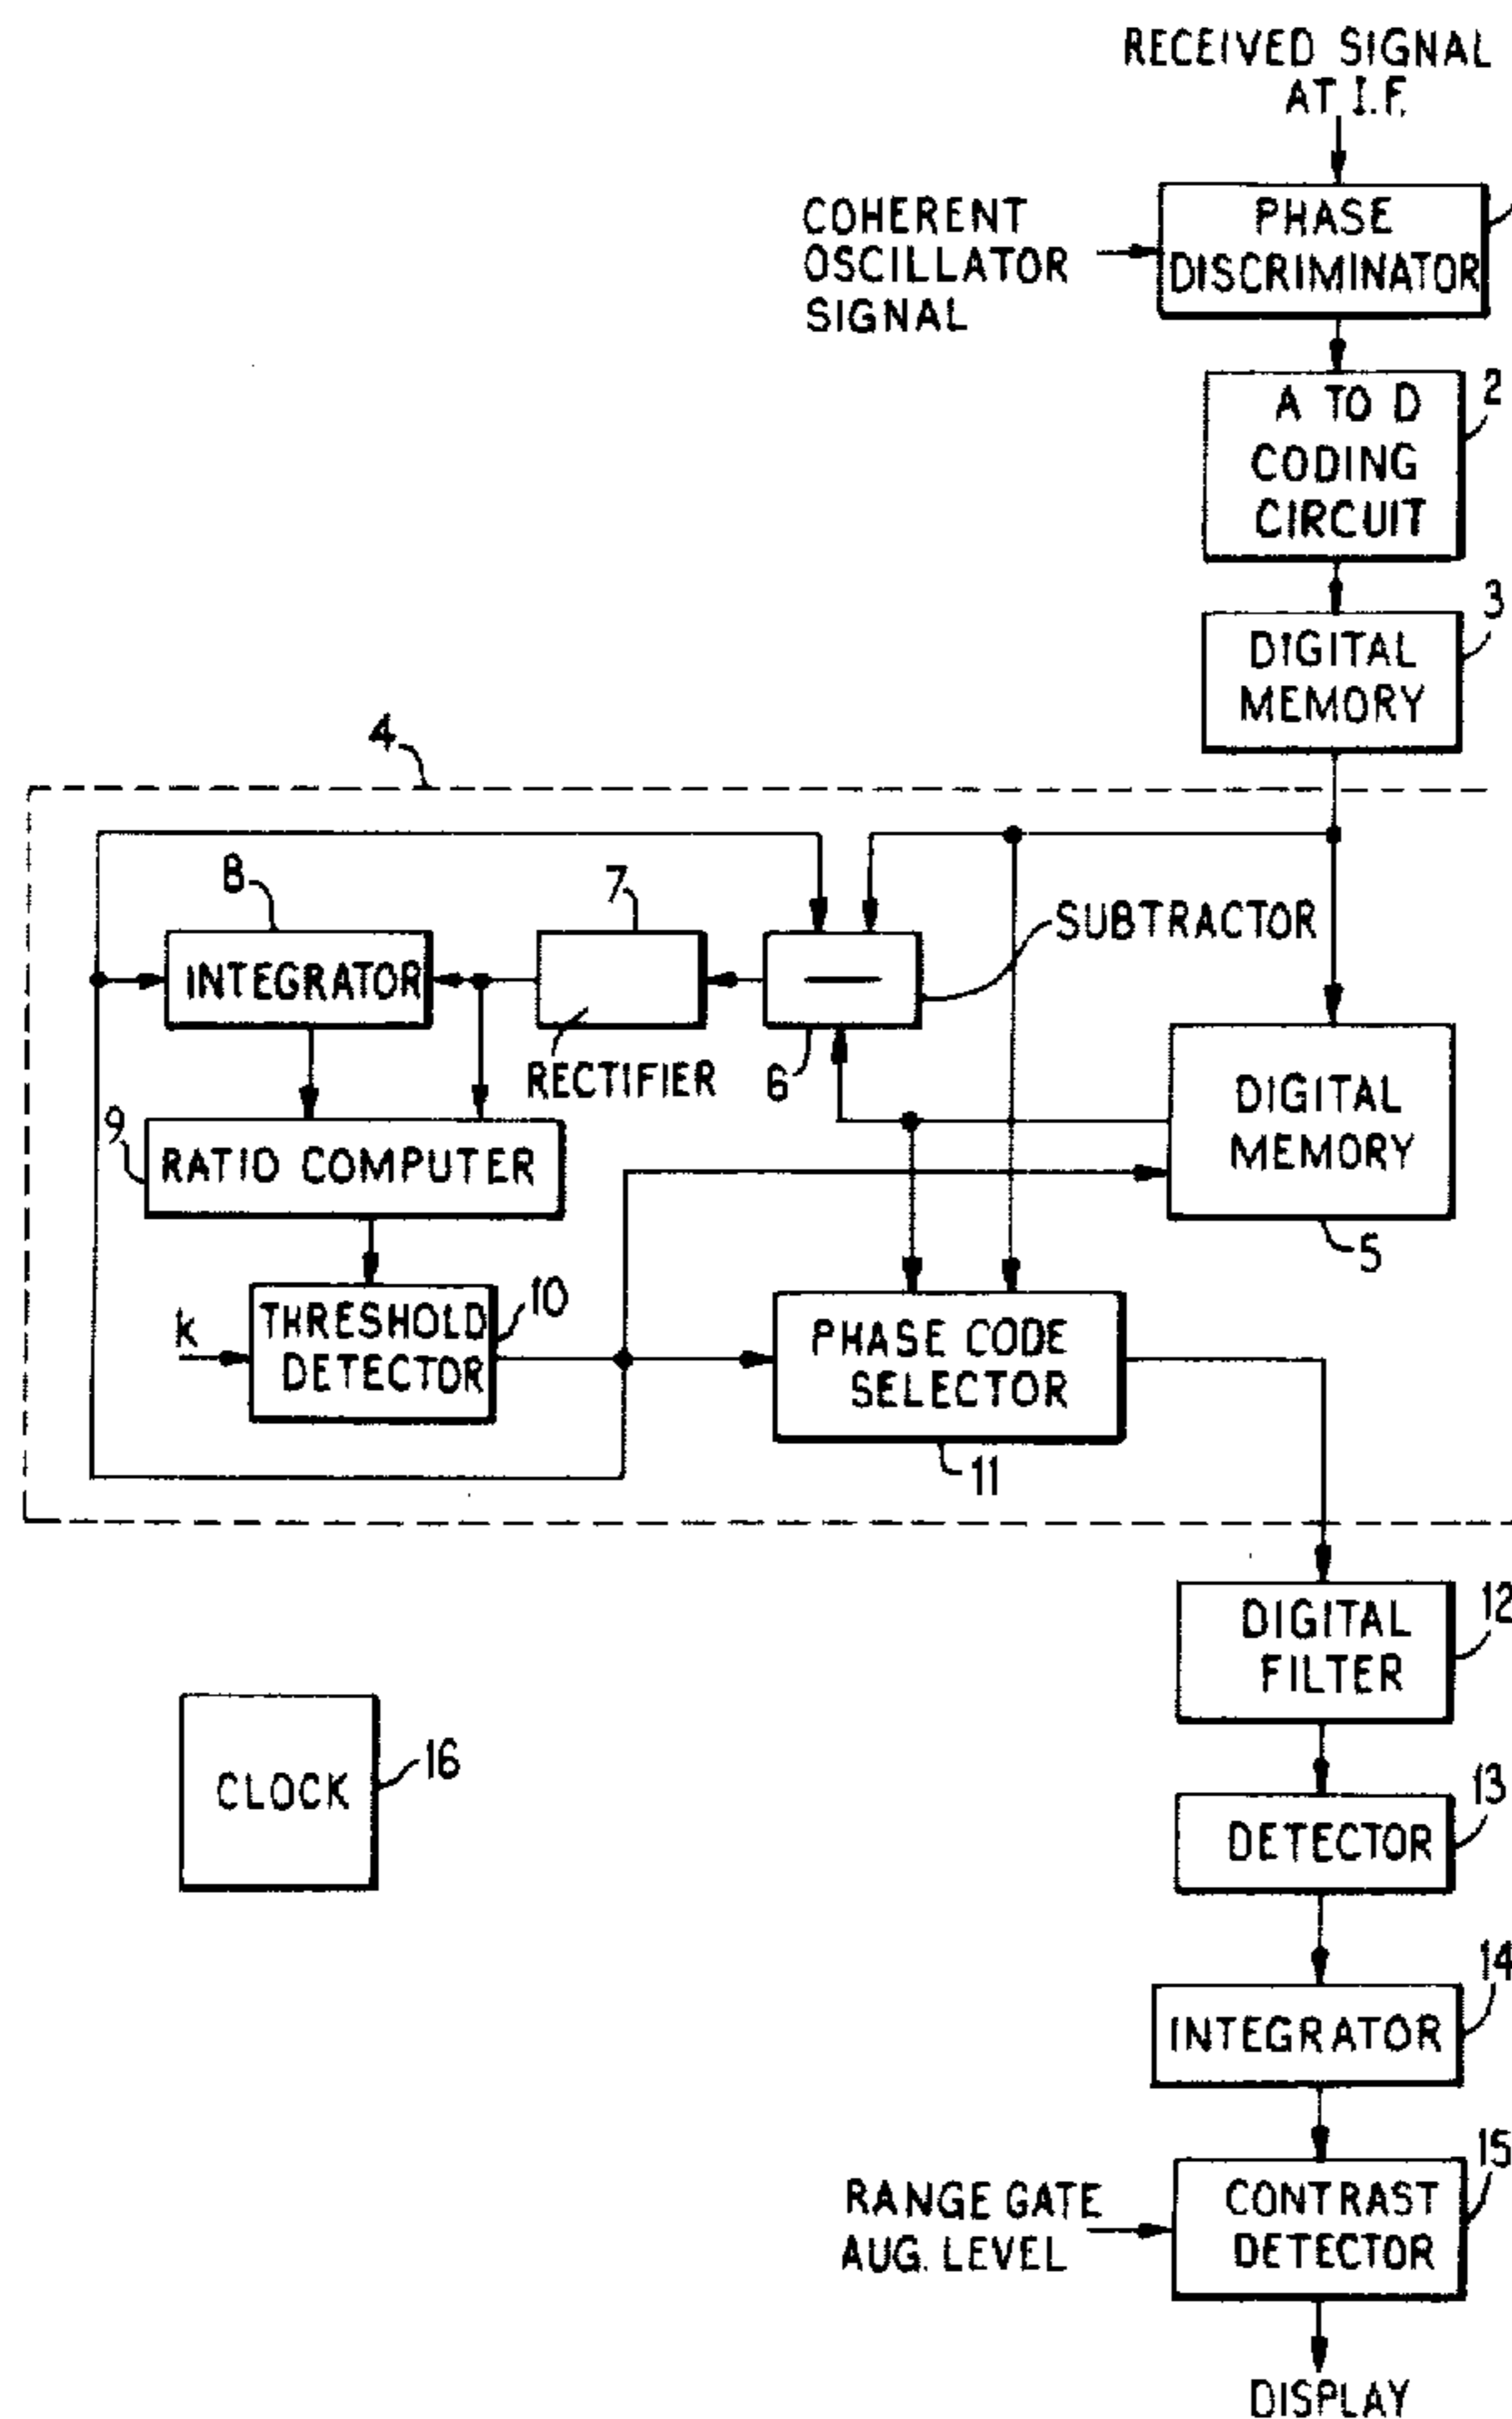 RECEIVED SIGNAL
AT I.F.
COHERENT
OSCILLATOR
SIGNAL
PHASE
DISCRIMINATOR
A TO D
CODING
CIRCUIT
2
DIGITAL
MEMORY
3
4
8
INTEGRATOR
7
RECTIFIER
SUBTRACTOR
6
DIGITAL
MEMORY
5
9
RATIO COMPUTER
K
THRESHOLD
DETECTOR
10
PHASE CODE
SELECTOR
11
DIGITAL
FILTER
12
CLOCK
16
DETECTOR
13
INTEGRATOR
14
RANGE GATE
AUG. LEVEL
CONTRAST
DETECTOR
15
DISPLAY